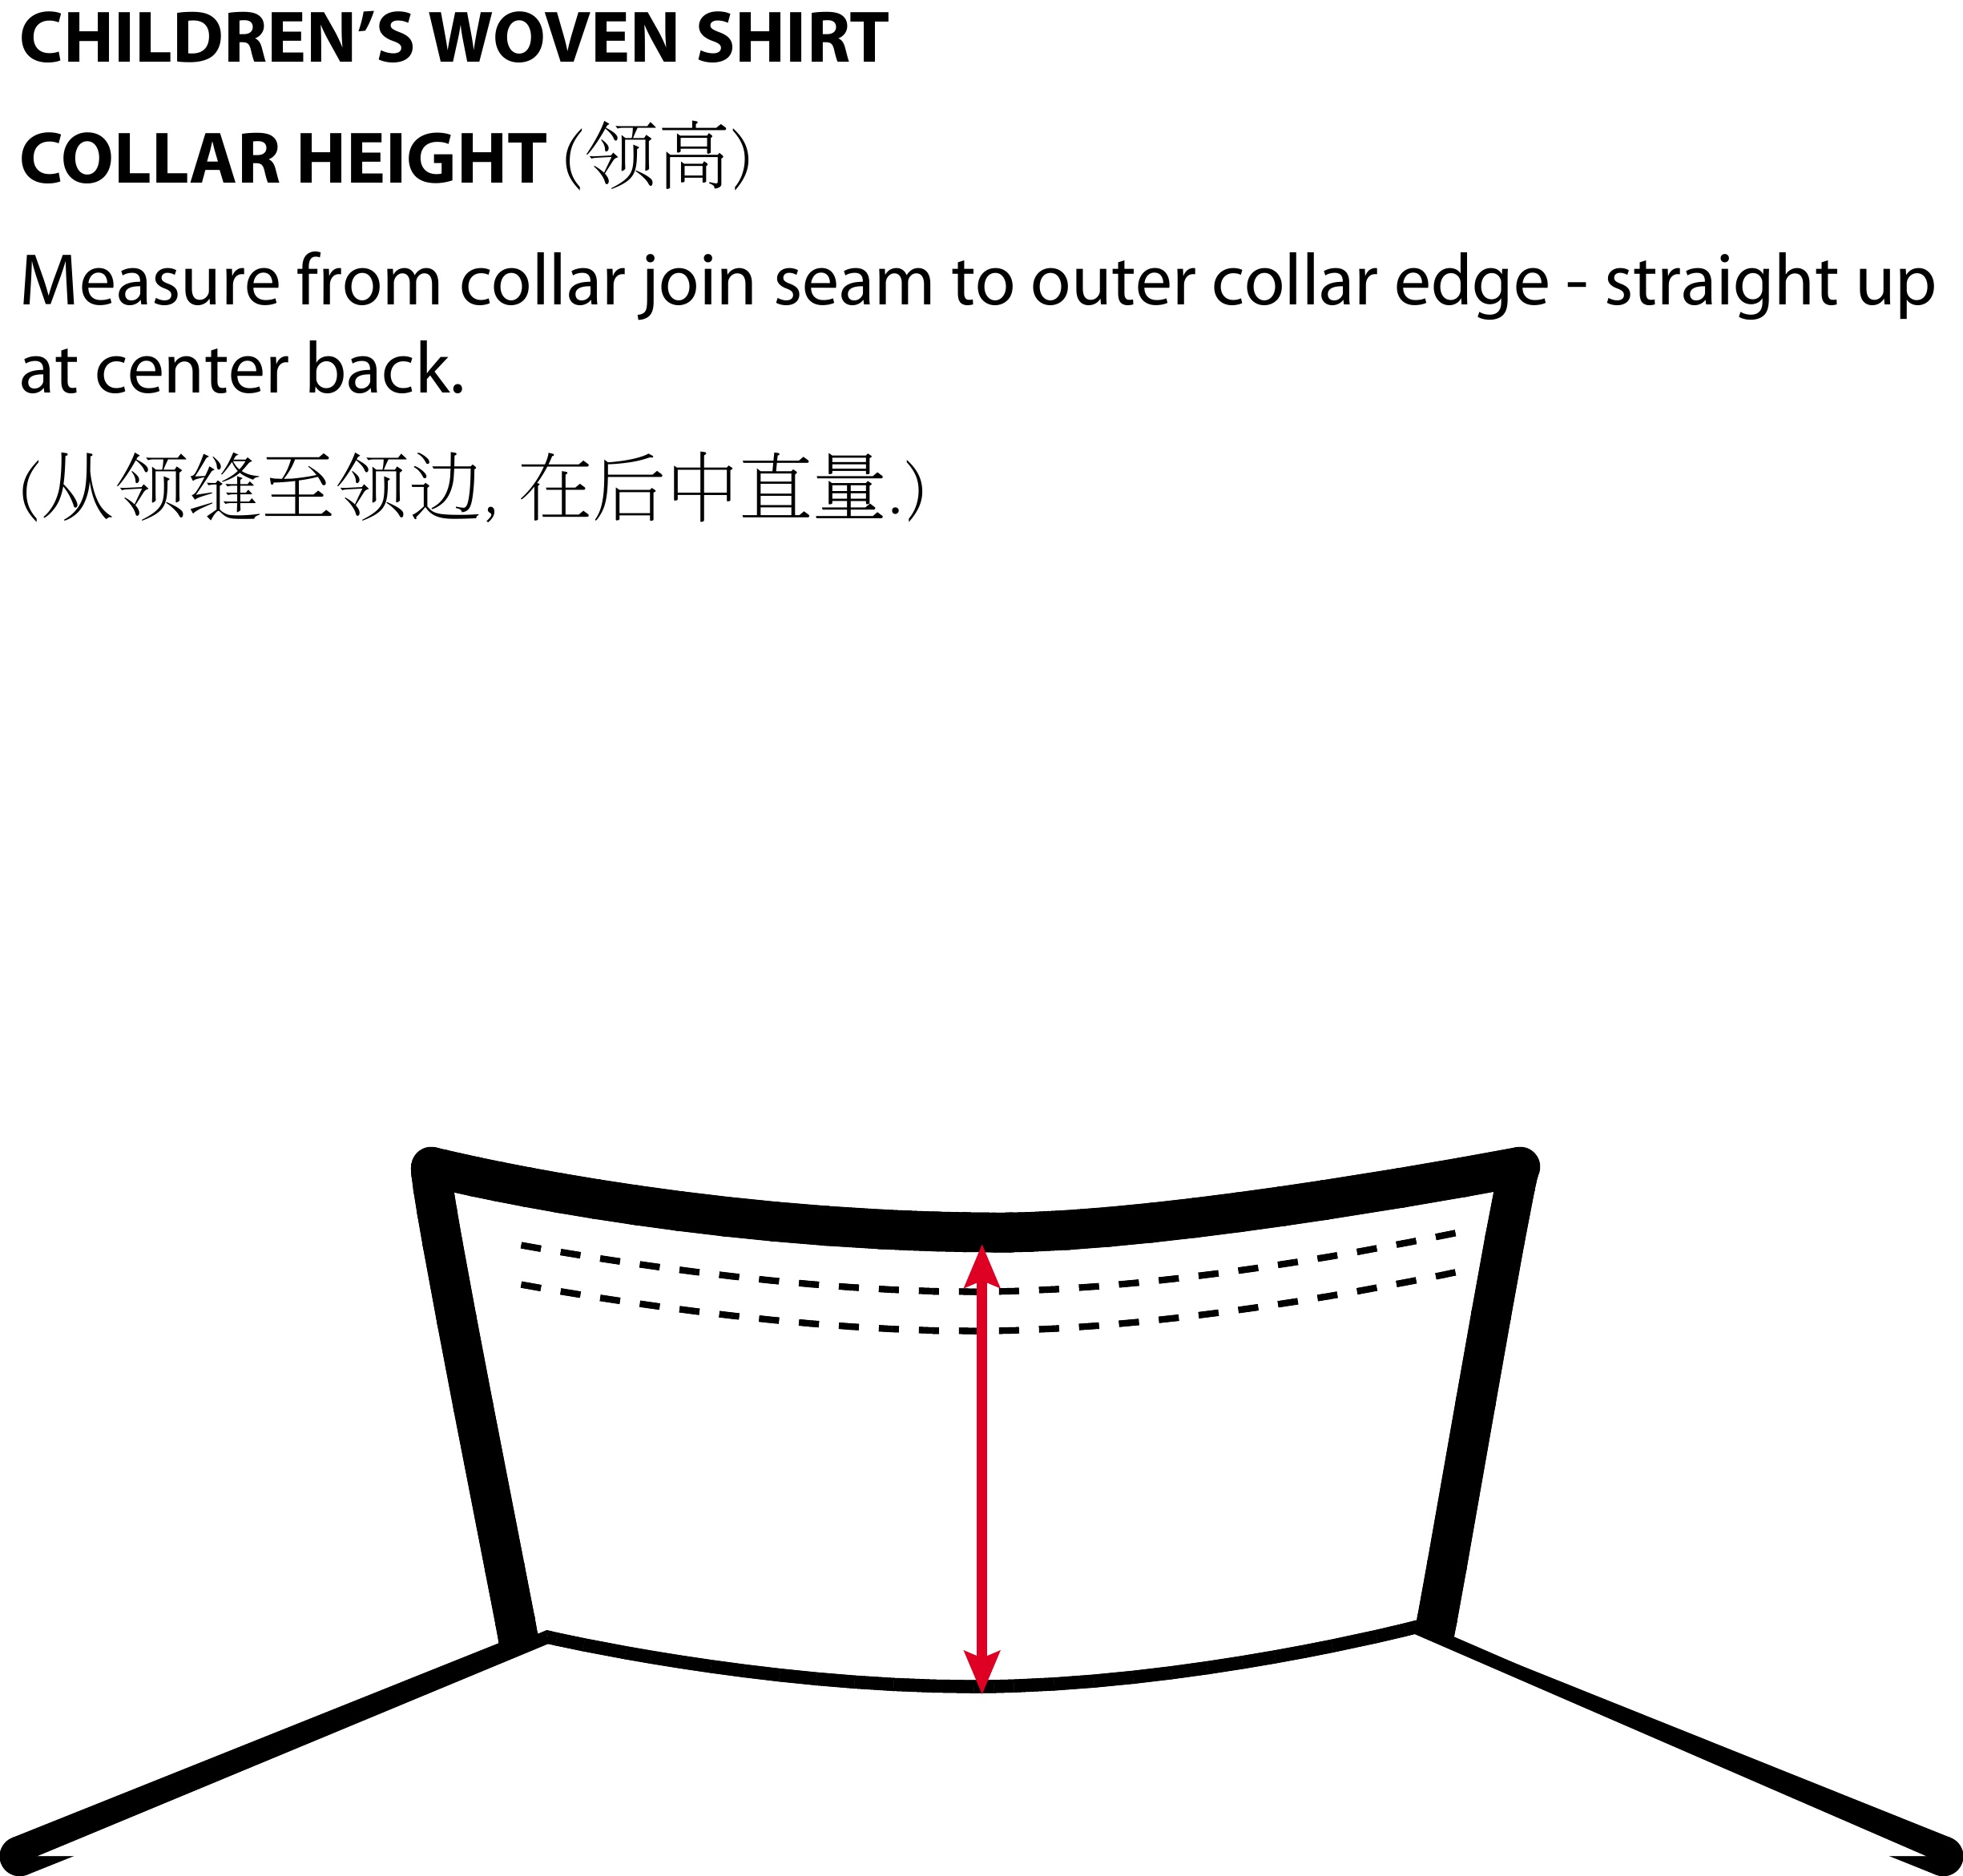 CHILDREN’S WOVEN SHIRT
COLLAR HEIGHT (领高)
Measure from collar join seam to outer collar edge - straight up
at center back.
(从领缝至领边, 在后中直量.)